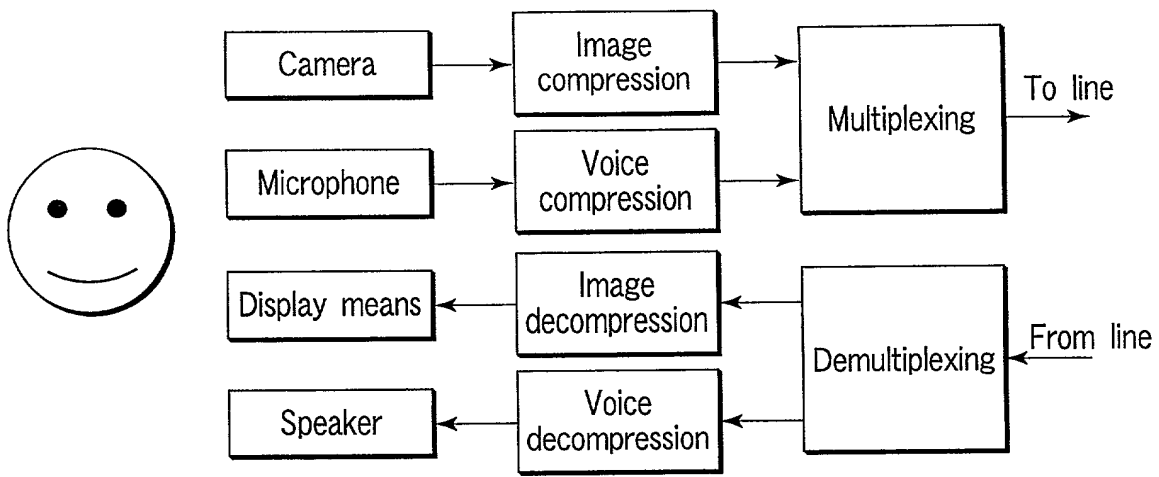 Camera
Image
compression
Multiplexing
To line
Microphone
Voice
compression
Display means
Image
decompression
Demultiplexing
From line
Speaker
Voice
decompression